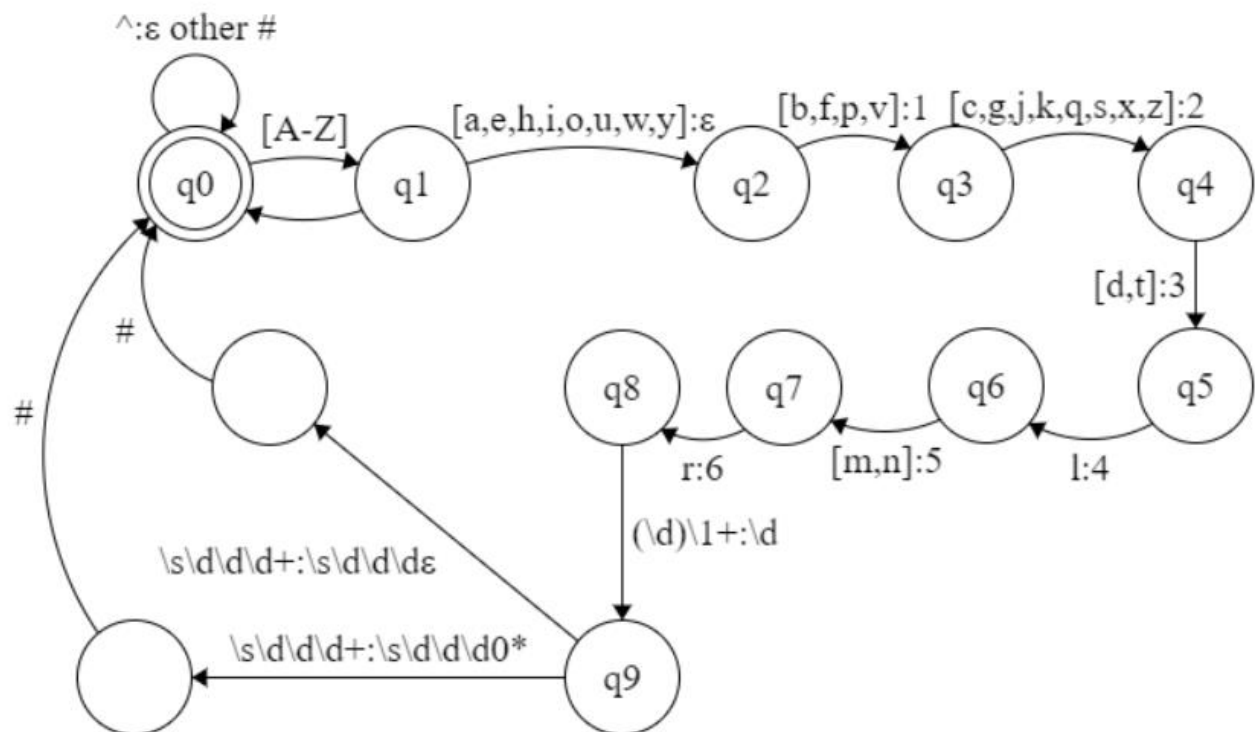 ^:ε other #
[A-Z]
[a,e,h,i,o,u,w,y]:ε
[b,f,p,v]:1
[c,g,j,k,q,s,x,z]:2
q0
q1
q2
q3
q4
[d,t]:3
#
q8
q7
q6
q5
#
r:6
[m,n]:5
l:4
(\d)\1+:\d
\s\d\d\d+:\s\d\d\dε
\s\d\d\d+:\s\d\d\d0*
q9